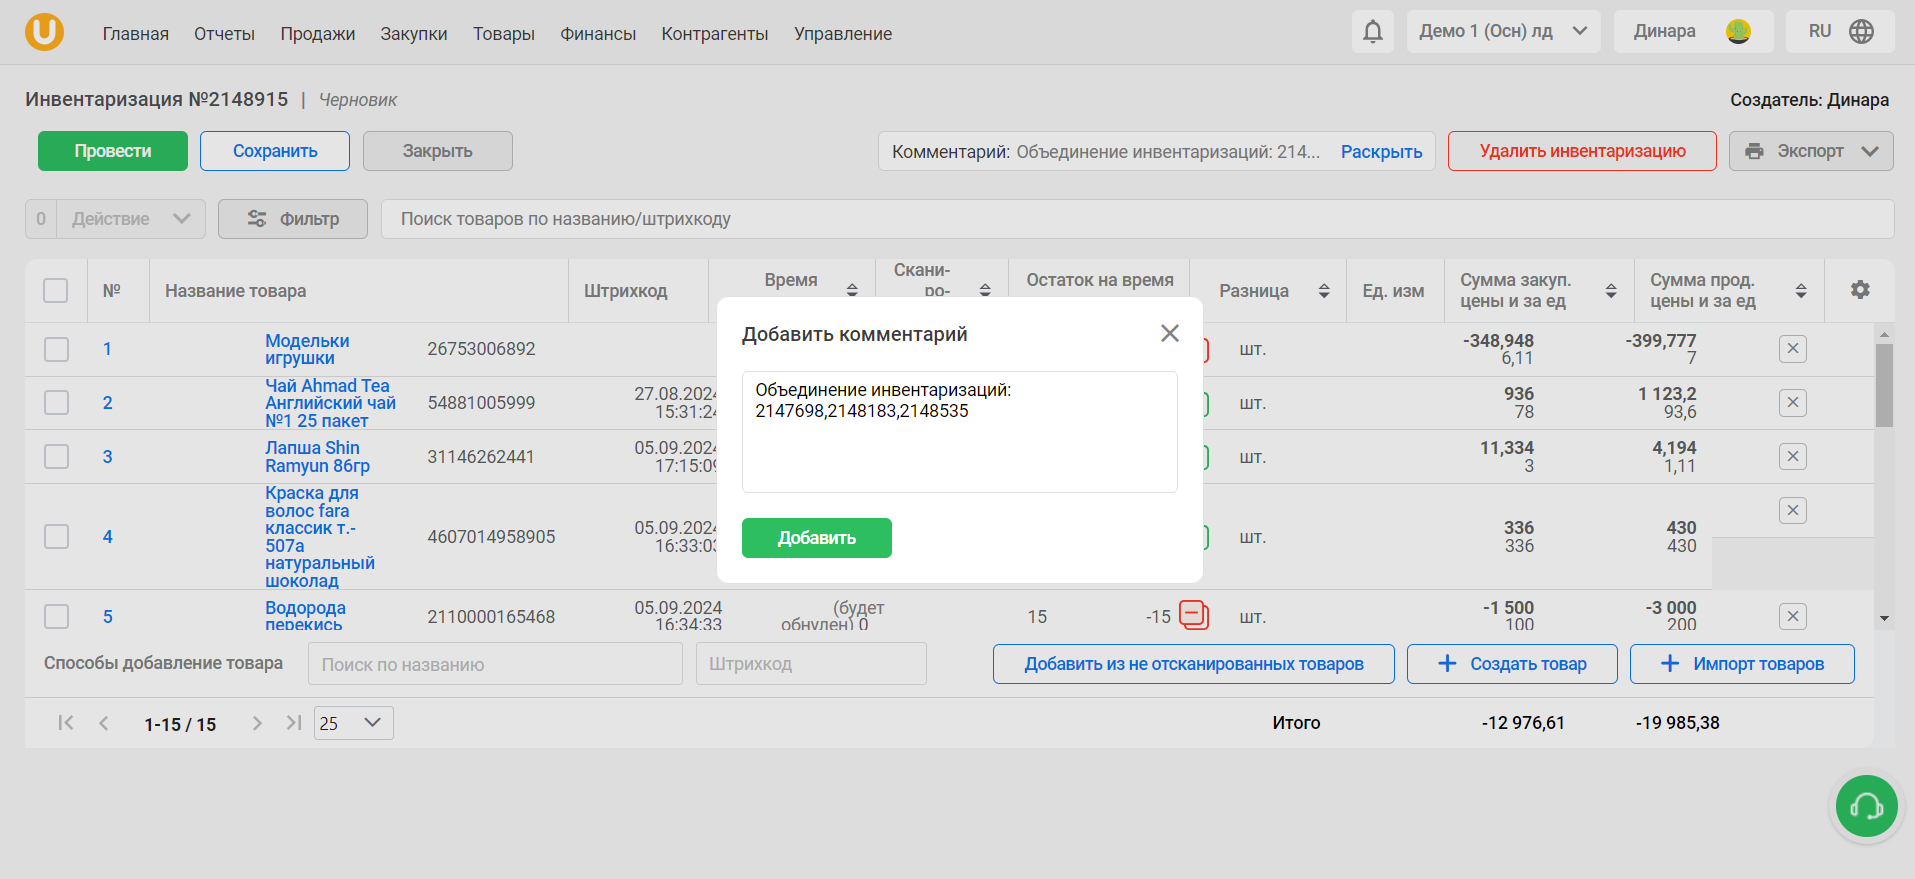 U
Главная Отчеты Продажи Закупки Товары Финансы Контрагенты Управление
Демо 1 (Осн) лд
Динара
RU
Инвентаризация №2148915 | Черновик
Создатель: Динара
Провести
Сохранить
Закрыть
Комментарий: Объединение инвентаризаций: 214... Раскрыть
Удалить инвентаризацию
Экспорт
0 Действие
Фильтр
Поиск товаров по названию/штрихкоду
№ Название товара Штрихкод Время
Скани-
ро-
Остаток на время
Разница Ед. изм
Сумма закуп.
цены и за ед
Сумма прод.
цены и за ед
Добавить комментарий
Объединение инвентаризаций:
2147698,2148183,2148535
Добавить
1
Модельки
игрушки
26753006892
шт.
-348,948
6,11
-399,777
7
2
Чай Ahmad Tea
Английский чай
№1 25 пакет
54881005999
27.08.2024
15:31:24
шт.
936
78
1 123,2
93,6
3
Лапша Shin
Ramyun 86гр
31146262441
05.09.2024
17:15:09
шт.
11,334
3
4,194
1,11
4
Краска для
волос fara
классик т.-
507а
натуральный
шоколад
4607014958905
05.09.2024
16:33:03
шт.
336
336
430
430
5
Водорода
перекись
2110000165468
05.09.2024
16:34:33
(будет
обнулен) 0
15
-15
шт.
-1 500
100
-3 000
200
Способы добавление товара
Поиск по названию
Штрихкод
Добавить из не отсканированных товаров
Создать товар
Импорт товаров
1-15 / 15
25
Итого -12 976,61 -19 985,38